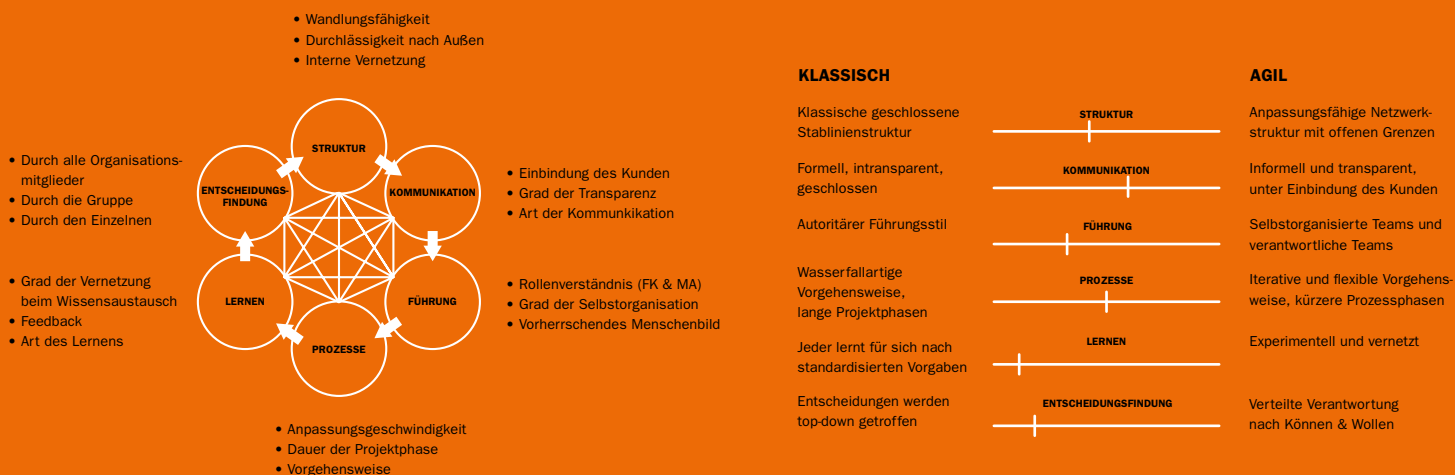 • Wandlungsfähigkeit
• Durchlässigkeit nach Außen
• Interne Vernetzung
STRUKTUR
• Durch alle Organisations-
mitglieder
• Durch die Gruppe
• Durch den Einzelnen
ENTSCHEIDUNGS-
FINDUNG
KOMMUNIKATION
• Einbindung des Kunden
• Grad der Transparenz
• Art der Kommunkikation
• Grad der Vernetzung
beim Wissensaustausch
• Feedback
• Art des Lernens
LERNEN
FÜHRUNG
• Rollenverständnis (FK & MA)
• Grad der Selbstorganisation
• Vorherrschendes Menschenbild
PROZESSE
• Anpassungsgeschwindigkeit
• Dauer der Projektphase
• Vorgehensweise
KLASSISCH
AGIL
Klassische geschlossene
Stablinienstruktur
STRUKTUR
Anpassungsfähige Netzwerk-
struktur mit offenen Grenzen
Formell, intransparent,
geschlossen
KOMMUNIKATION
Informell und transparent,
unter Einbindung des Kunden
Autoritärer Führungsstil
FÜHRUNG
Selbstorganisierte Teams und
verantwortliche Teams
Wasserfallartige
Vorgehensweise,
lange Projektphasen
PROZESSE
Iterative und flexible Vorgehens-
weise, kürzere Prozessphasen
Jeder lernt für sich nach
standardisierten Vorgaben
LERNEN
Experimentell und vernetzt
Entscheidungen werden
top-down getroffen
ENTSCHEIDUNGSFINDUNG
Verteilte Verantwortung
nach Können & Wollen